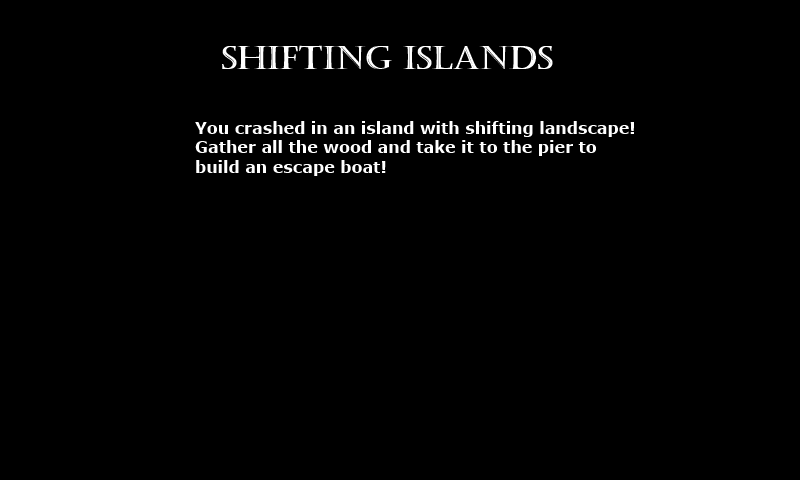 SHIFTING ISLANDS
You crashed in an island with shifting landscape!
Gather all the wood and take it to the pier to
build an escape boat!